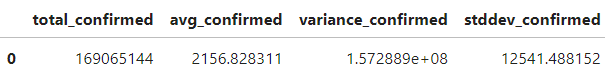 total_confirmed avg_confirmed variance_confirmed stddev_confirmed
0 169065144 2156.828311 1.572889e+08 12541.488152